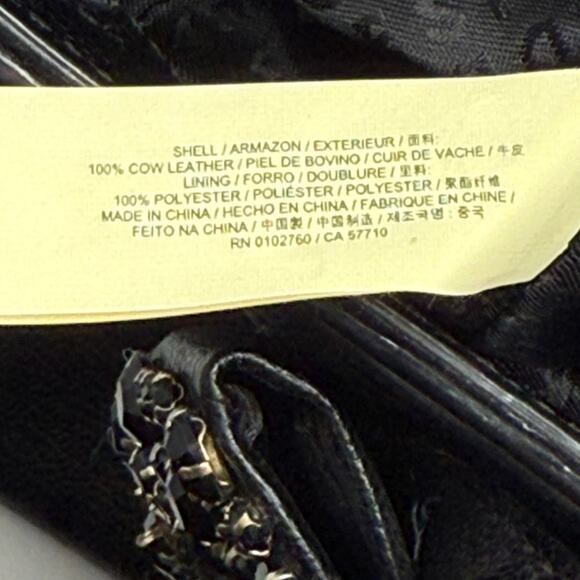 SHELL / ARMAZON / EXTERIEUR / 面料:
100% COW LEATHER / PIEL DE BOVINO / CUIR DE VACHE / 牛皮
LINING / FORRO / DOUBLURE / 里料:
100% POLYESTER / POLIÉSTER / POLYESTER / 聚酯纤维
MADE IN CHINA / HECHO EN CHINA / FABRIQUE EN CHINE /
FEITO NA CHINA / 中国製 / 中国制造 / 제조국명 : 중국
RN 0102760 / CA 57710